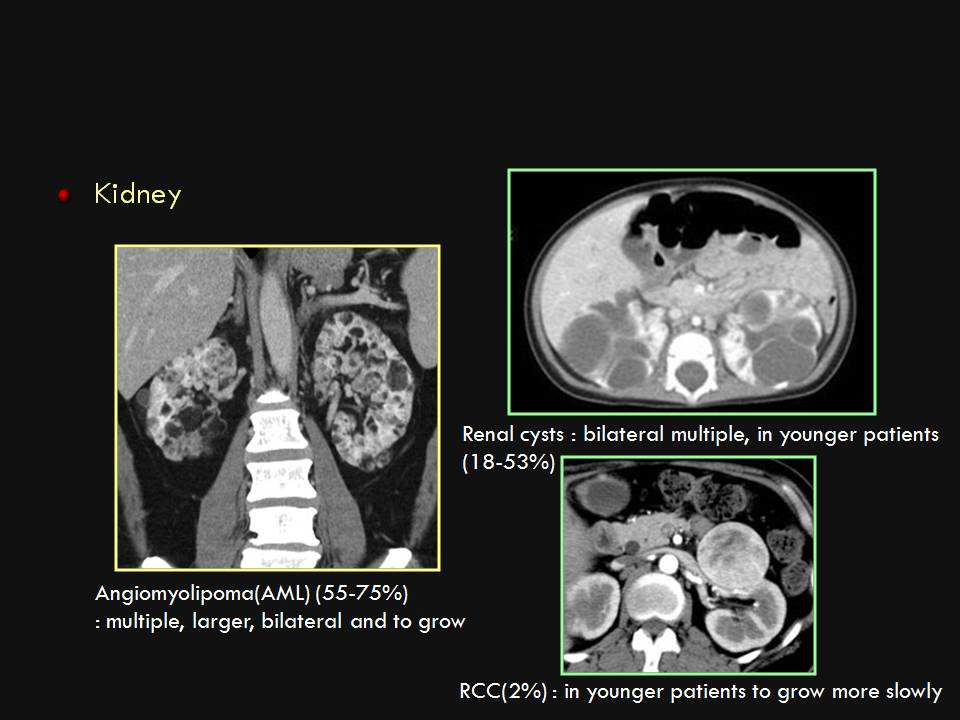 Kidney
Renal cysts : bilateral multiple, in younger patients
(18-53%)
Angiomyolipoma(AML) (55-75%)
: multiple, larger, bilateral and to grow
RCC(2%) : in younger patients to grow more slowly